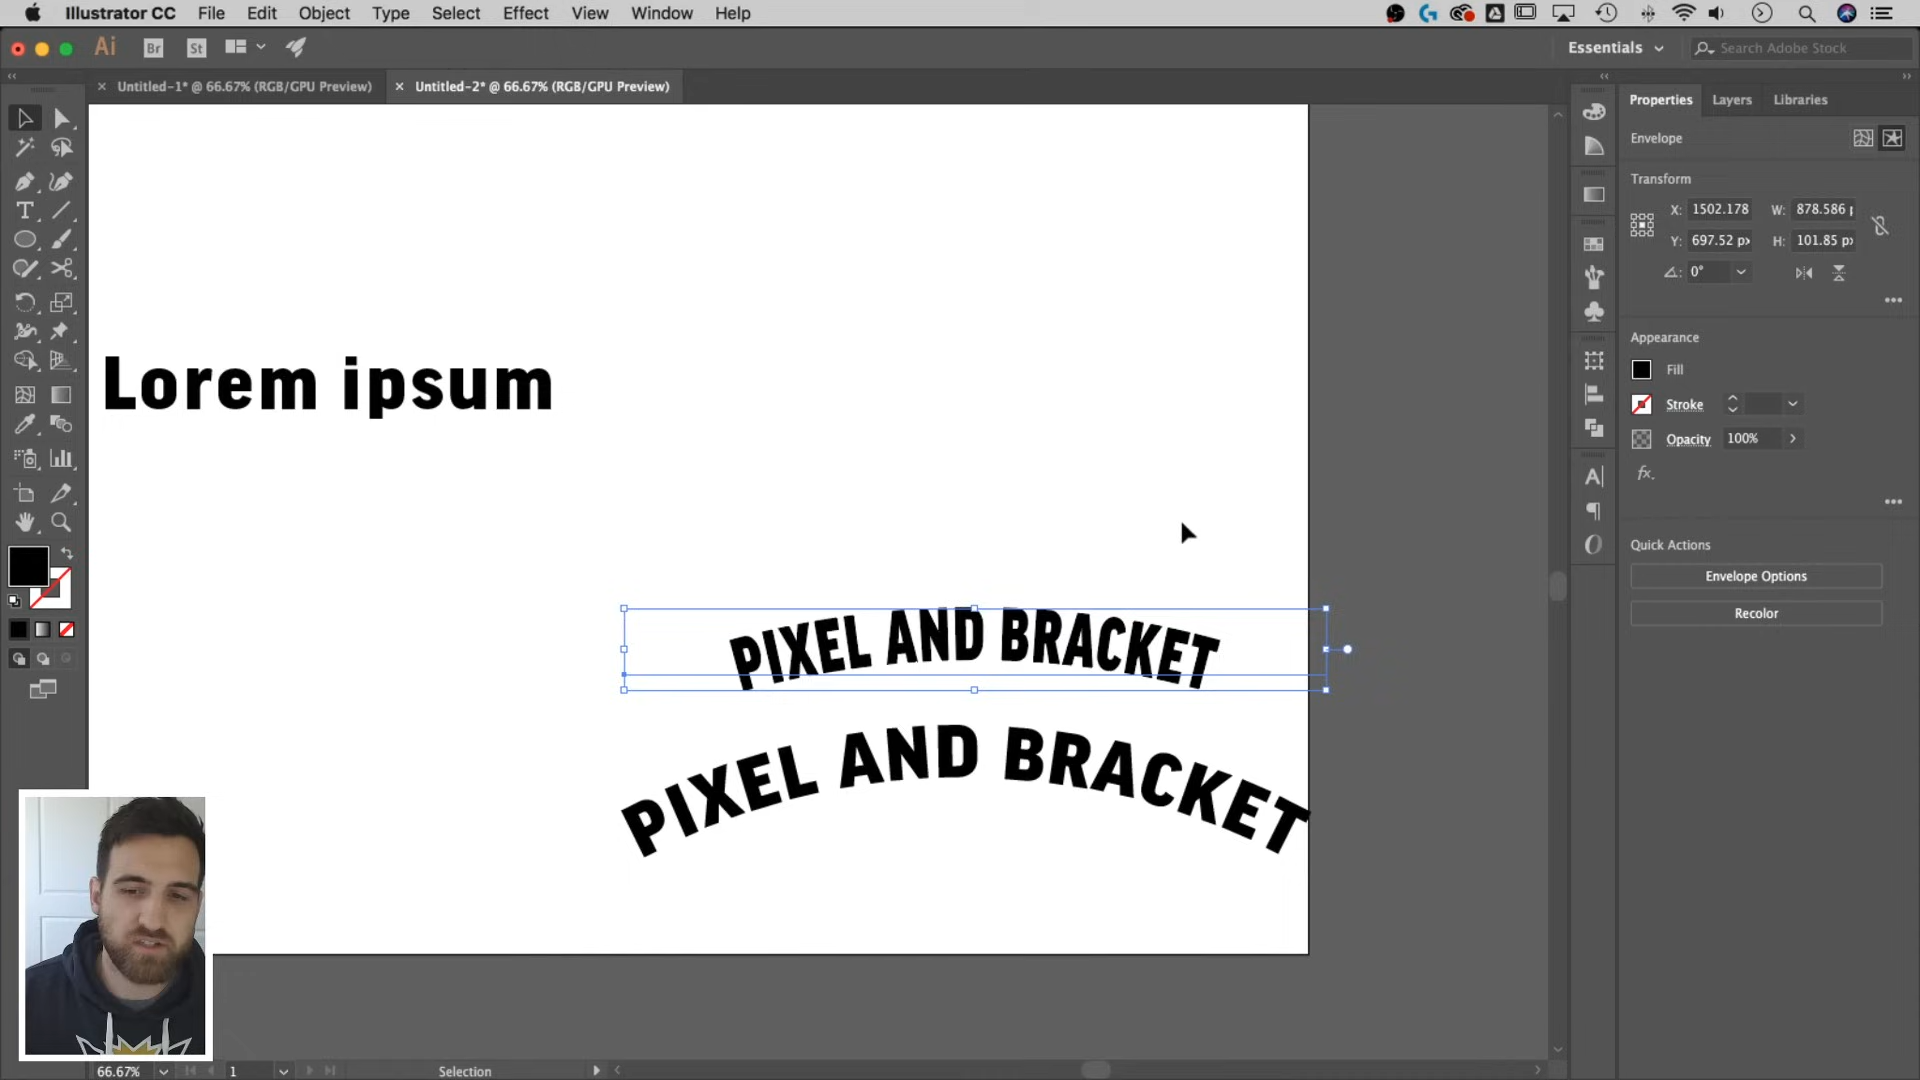 Illustrator CC File Edit Object Type Select Effect View Window Help
Ai Br St Essentials Search Adobe Stock
Untitled-1* @ 66.67% (RGB/GPU Preview) Untitled-2* @ 66.67% (RGB/GPU Preview)
Properties Layers Libraries
Envelope
Transform
X: 1502.178 W: 878.586 p
Y: 697.52 px H: 101.85 px
0°
Appearance
Fill
Stroke
Opacity 100%
fx.
Quick Actions
Envelope Options
Recolor
Lorem ipsum
PIXEL AND BRACKET
PIXEL AND BRACKET
66.67% 1 Selection